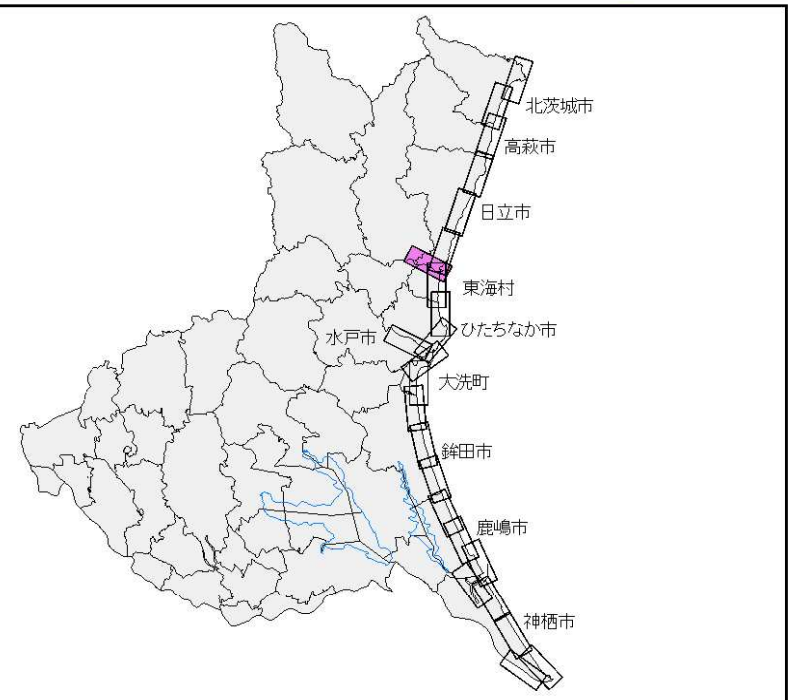 北茨城市
高萩市
日立市
東海村
ひたちなか市
水戸市
大洗町
鉾田市
鹿嶋市
神栖市